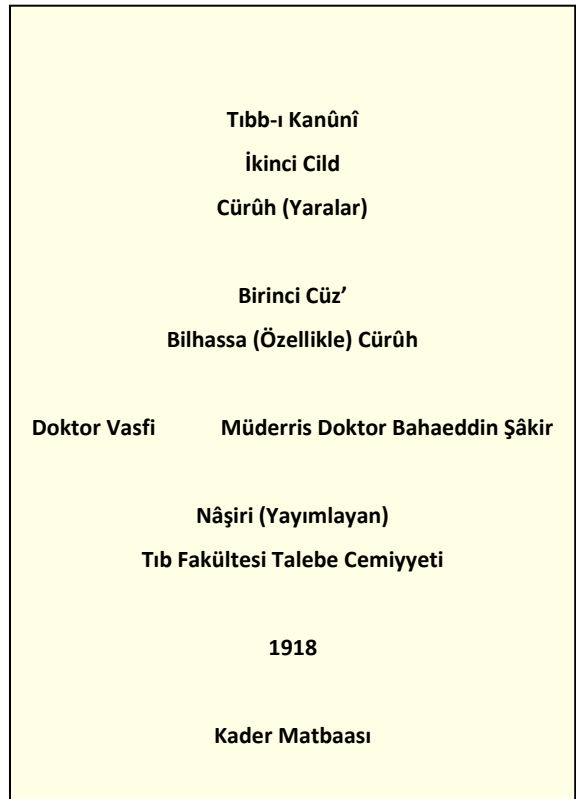 Tıbb-ı Kanûnî
İkinci Cild
Cürûh (Yaralar)
Birinci Cüz’
Bilhassa (Özellikle) Cürûh
Doktor Vasfi Müderris Doktor Bahaeddin Şâkir
Nâşiri (Yayımlayan)
Tıb Fakültesi Talebe Cemiyyeti
1918
Kader Matbaası